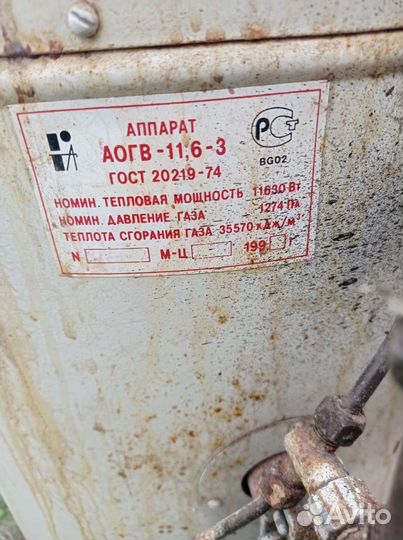 АППАРАТ
АОГВ-11,6-3
ГОСТ 20219-74
BG02
НОМИН. ТЕПЛОВАЯ МОЩНОСТЬ 11630 Вт
НОМИН. ДАВЛЕНИЕ ГАЗА 1274 Па
ТЕПЛОТА СГОРАНИЯ ГАЗА 35570 кДж/м³
N М-Ц 199 г
Avito